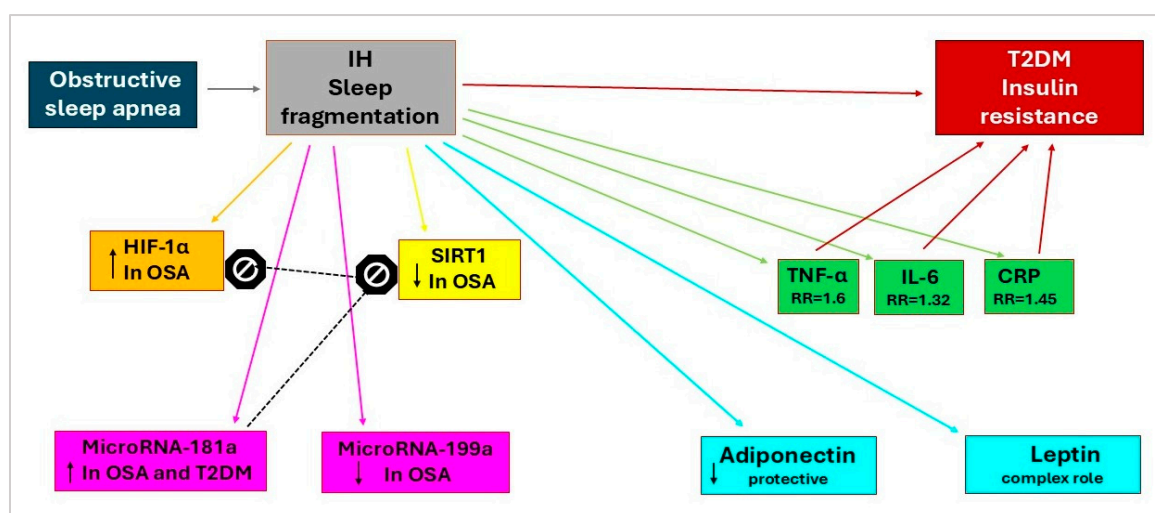 Obstructive
sleep apnea
IH
Sleep
fragmentation
T2DM
Insulin
resistance
↑ HIF-1α
In OSA
SIRT1
↓ In OSA
TNF-α
RR=1.6
IL-6
RR=1.32
CRP
RR=1.45
MicroRNA-181a
↑ In OSA and T2DM
MicroRNA-199a
↓ In OSA
↓ Adiponectin
protective
Leptin
complex role